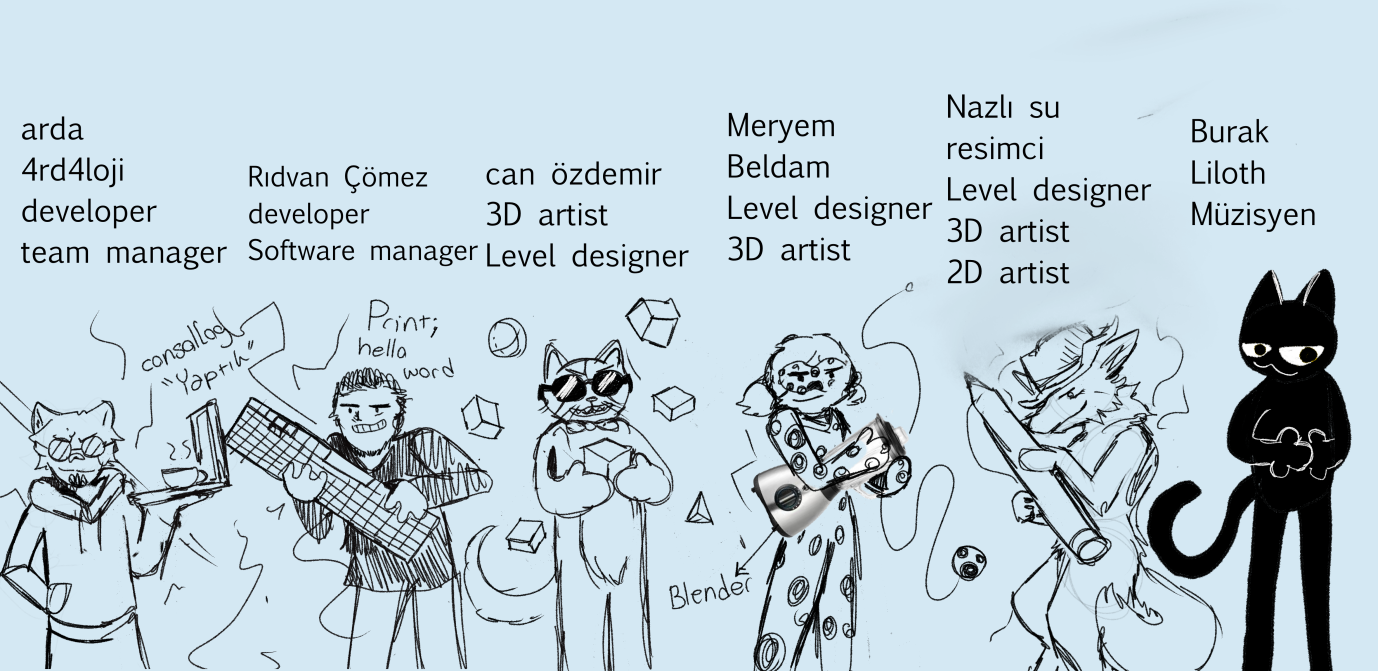 arda
4rd4loji
developer
team manager
Rıdvan Çömez
developer
Software manager
can özdemir
3D artist
Level designer
Meryem
Beldam
Level designer
3D artist
Nazlı su
resimci
Level designer
3D artist
2D artist
Burak
Liloth
Müzisyen
consallog
"Yaptık"
Print;
hella
word
Blender